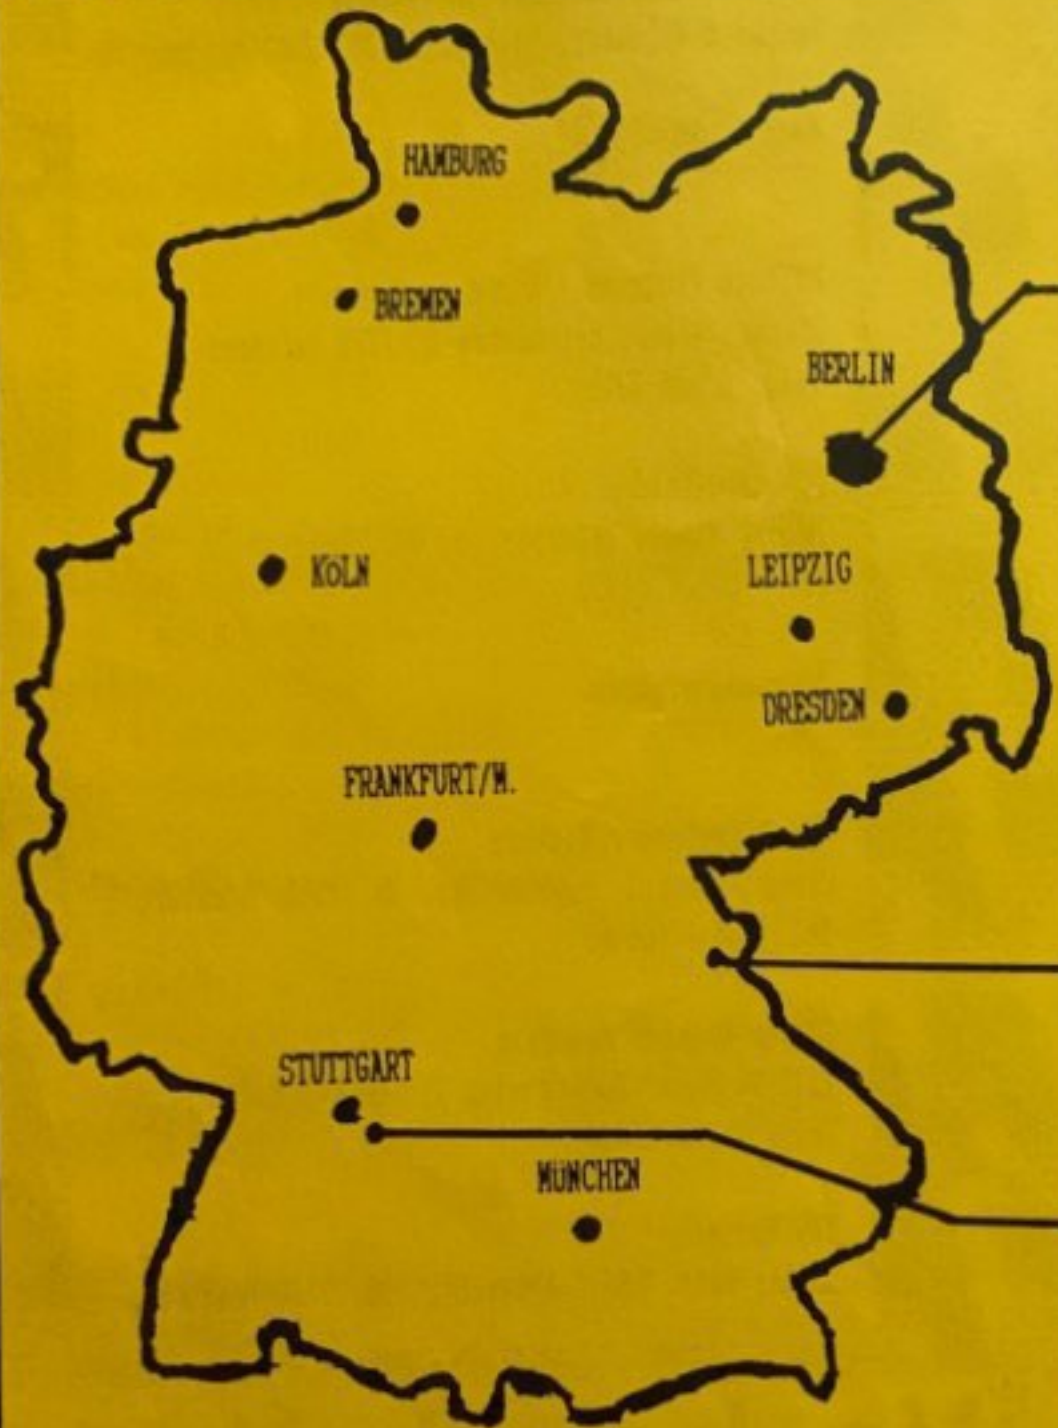 HAMBURG
BREMEN
BERLIN
KÖLN
LEIPZIG
DRESDEN
FRANKFURT/M.
STUTTGART
MÜNCHEN